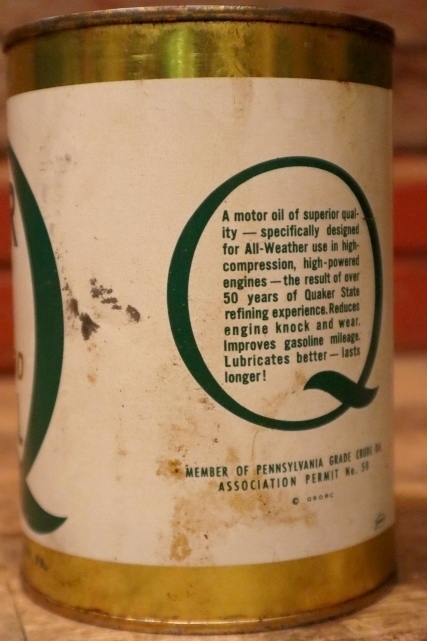 A motor oil of superior qual-
ity — specifically designed
for All-Weather use in high-
compression, high-powered
engines — the result of over
50 years of Quaker State
refining experience. Reduces
engine knock and wear.
Improves gasoline mileage.
Lubricates better — lasts
longer!
MEMBER OF PENNSYLVANIA GRADE CRUDE OIL
ASSOCIATION PERMIT No. 50
© QSORC
R
D
L